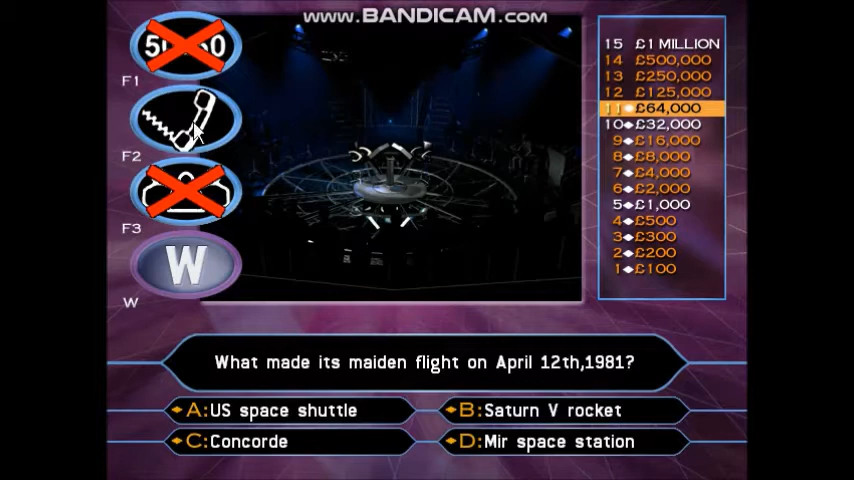 www.BANDICAM.com
50:50
F1
F2
F3
W
W
15 £1 MILLION
14 £500,000
13 £250,000
12 £125,000
11◆£64,000
10◆£32,000
9◆£16,000
8◆£8,000
7◆£4,000
6◆£2,000
5◆£1,000
4◆£500
3◆£300
2◆£200
1◆£100
What made its maiden flight on April 12th,1981?
◆A:US space shuttle
◆B:Saturn V rocket
◆C:Concorde
◆D:Mir space station